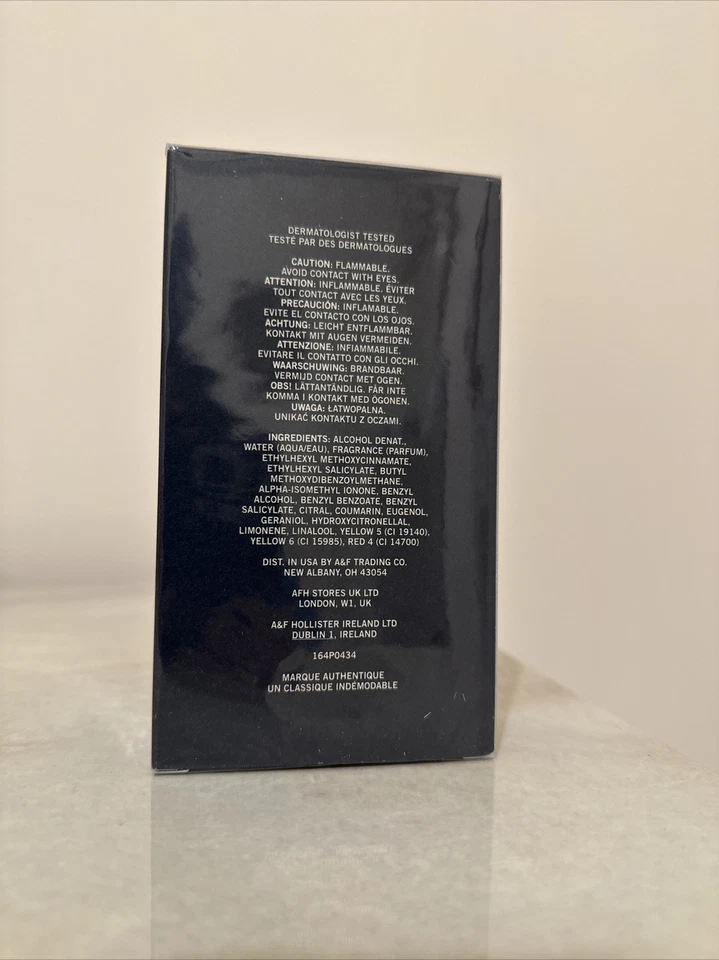 DERMATOLOGIST TESTED
TESTÉ PAR DES DERMATOLOGUES
CAUTION: FLAMMABLE.
AVOID CONTACT WITH EYES.
ATTENTION: INFLAMMABLE. ÉVITER
TOUT CONTACT AVEC LES YEUX.
PRECAUCIÓN: INFLAMABLE.
EVITE EL CONTACTO CON LOS OJOS.
ACHTUNG: LEICHT ENTFLAMMBAR.
KONTAKT MIT AUGEN VERMEIDEN.
ATTENZIONE: INFIAMMABILE.
EVITARE IL CONTATTO CON GLI OCCHI.
WAARSCHUWING: BRANDBAAR.
VERMIJD CONTACT MET OGEN.
OBS! LÄTTANTÄNDLIG. FÅR INTE
KOMMA I KONTAKT MED ÖGONEN.
UWAGA: ŁATWOPALNA.
UNIKAĆ KONTAKTU Z OCZAMI.
INGREDIENTS: ALCOHOL DENAT.,
WATER (AQUA/EAU), FRAGRANCE (PARFUM),
ETHYLHEXYL METHOXYCINNAMATE,
ETHYLHEXYL SALICYLATE, BUTYL
METHOXYDIBENZOYLMETHANE,
ALPHA-ISOMETHYL IONONE, BENZYL
ALCOHOL, BENZYL BENZOATE, BENZYL
SALICYLATE, CITRAL, COUMARIN, EUGENOL,
GERANIOL, HYDROXYCITRONELLAL,
LIMONENE, LINALOOL, YELLOW 5 (CI 19140),
YELLOW 6 (CI 15985), RED 4 (CI 14700)
DIST. IN USA BY A&F TRADING CO.
NEW ALBANY, OH 43054
AFH STORES UK LTD
LONDON, W1, UK
A&F HOLLISTER IRELAND LTD
DUBLIN 1, IRELAND
164P0434
MARQUE AUTHENTIQUE
UN CLASSIQUE INDÉMODABLE